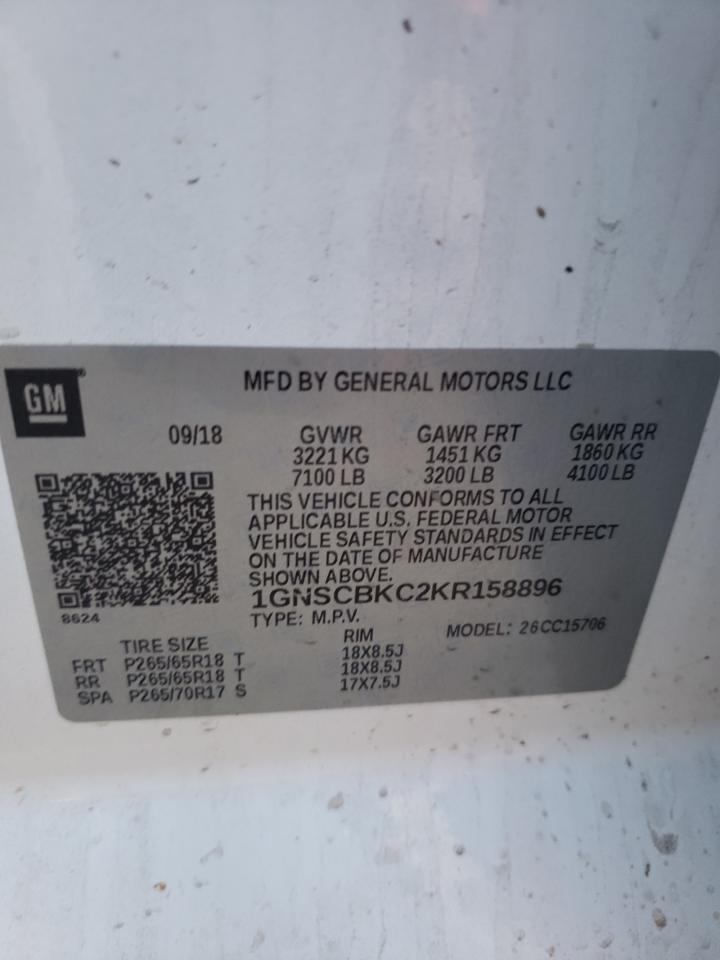 GM
MFD BY GENERAL MOTORS LLC
09/18 GVWR GAWR FRT GAWR RR
3221 KG 1451 KG 1860 KG
7100 LB 3200 LB 4100 LB
THIS VEHICLE CONFORMS TO ALL
APPLICABLE U.S. FEDERAL MOTOR
VEHICLE SAFETY STANDARDS IN EFFECT
ON THE DATE OF MANUFACTURE
SHOWN ABOVE.
1GNSCBKC2KR158896
8624
TYPE: M.P.V. MODEL: 26CC15706
TIRE SIZE RIM
FRT P265/65R18 T 18X8.5J
RR P265/65R18 T 18X8.5J
SPA P265/70R17 S 17X7.5J